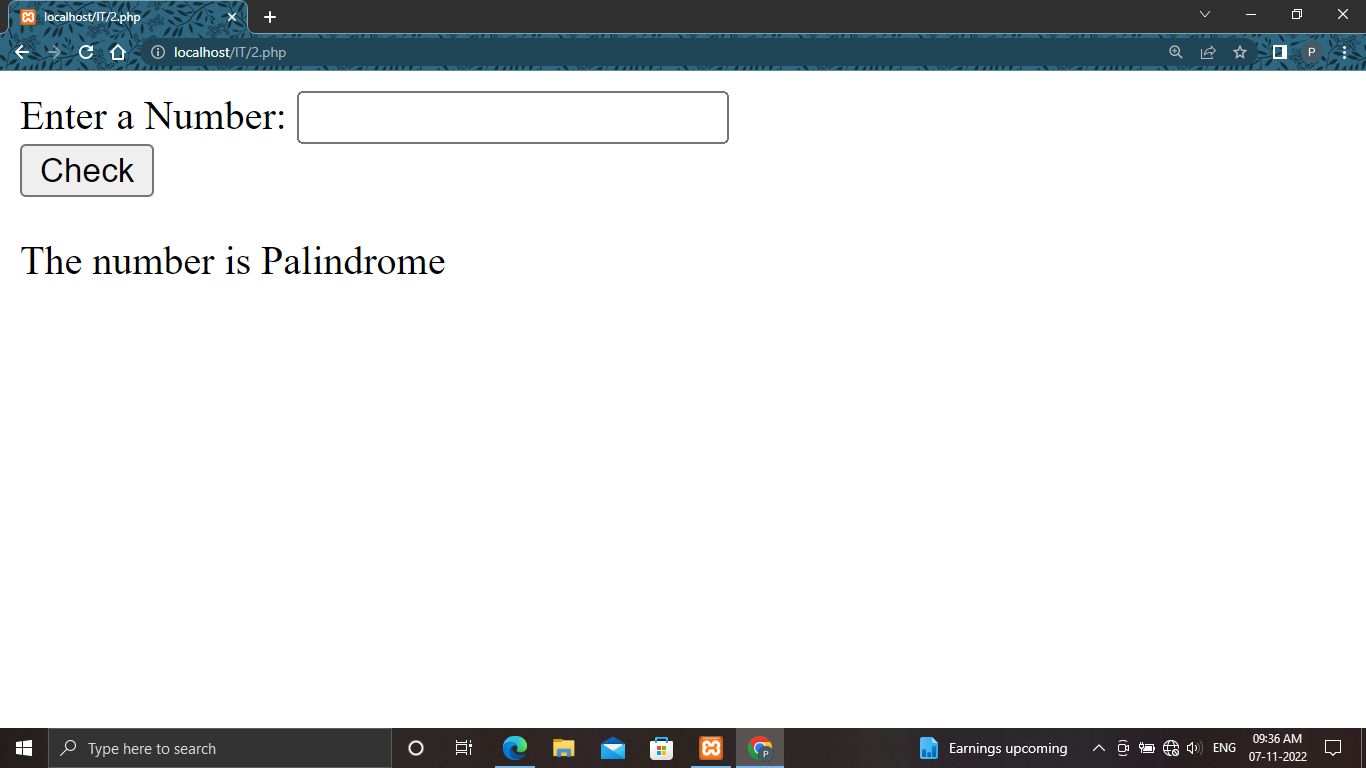 localhost/IT/2.php
localhost/IT/2.php
P
Enter a Number:
Check
The number is Palindrome
Type here to search
P
Earnings upcoming
ENG
09:36 AM
07-11-2022